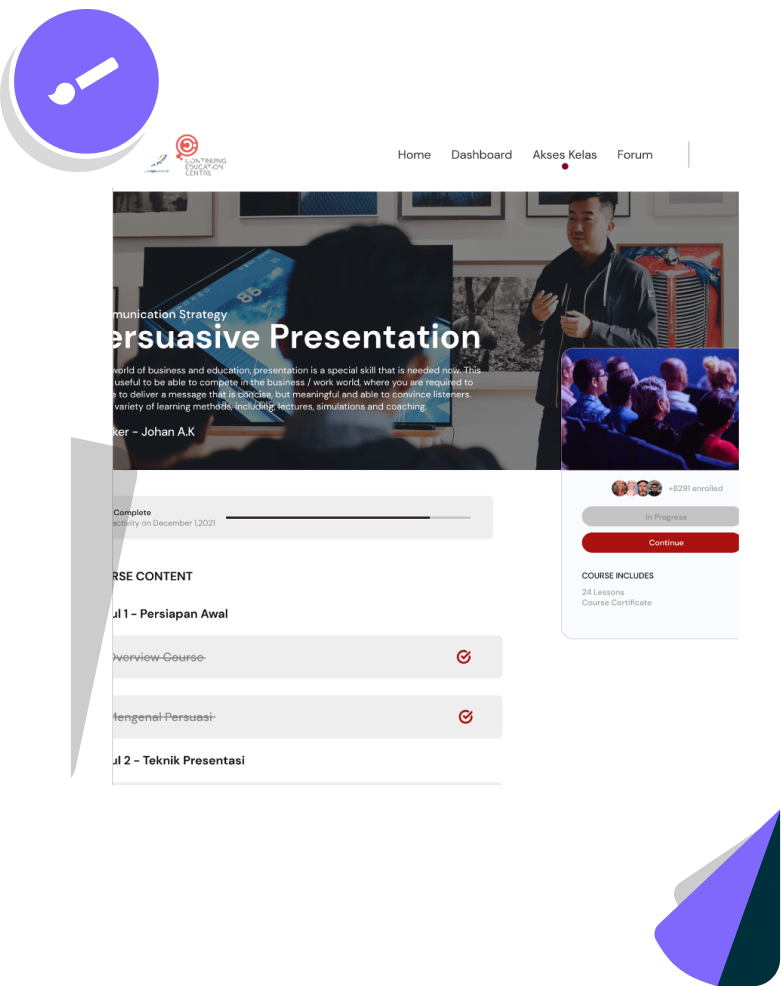 CONTINUING
EDUCATION
CENTRE
Home Dashboard Akses Kelas Forum
munication Strategy
ersuasive Presentation
world of business and education, presentation is a special skill that is needed now. This
useful to be able to compete in the business / work world, where you are required to
e to deliver a message that is concise, but meaningful and able to convince listeners.
variety of learning methods, including, lectures, simulations and coaching.
ker - Johan A.K
86
+8291 enrolled
In Progress
Continue
COURSE INCLUDES
24 Lessons
Course Certificate
Complete
activity on December 1,2021
RSE CONTENT
ul 1 - Persiapan Awal
Overview Course
Mengenal Persuasi
ul 2 - Teknik Presentasi